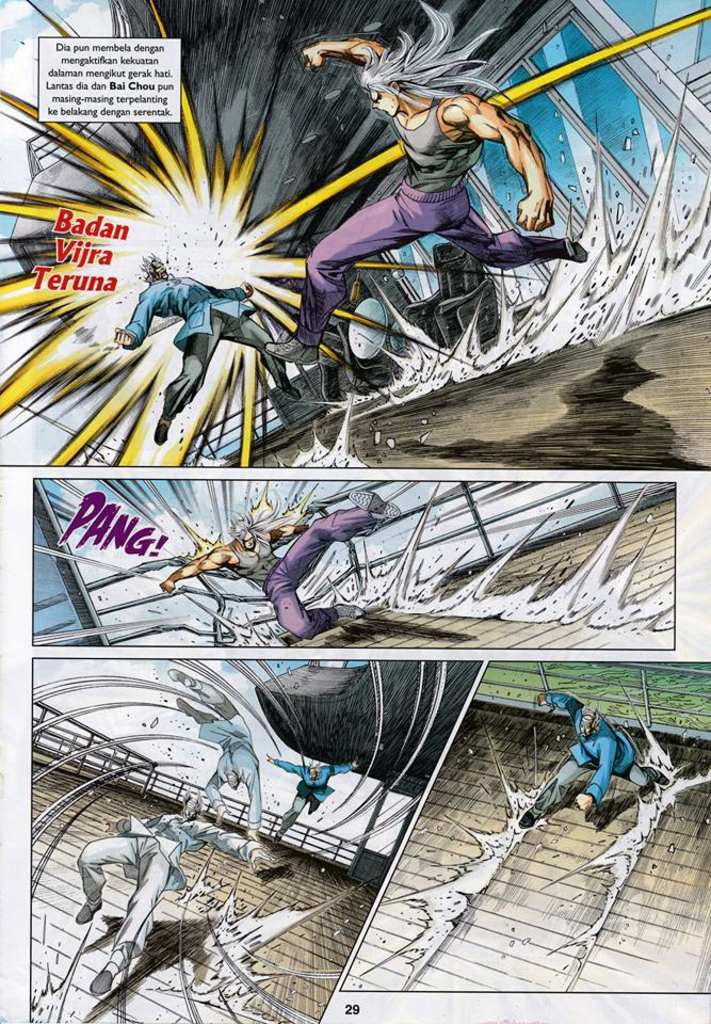 Dia pun membela dengan
mengaktifkan kekuatan
dalaman mengikut gerak hati.
Lantas dia dan Bai Chou pun
masing-masing terpelanting
ke belakang dengan serentak.
Badan
Vijra
Teruna
PANG!
29